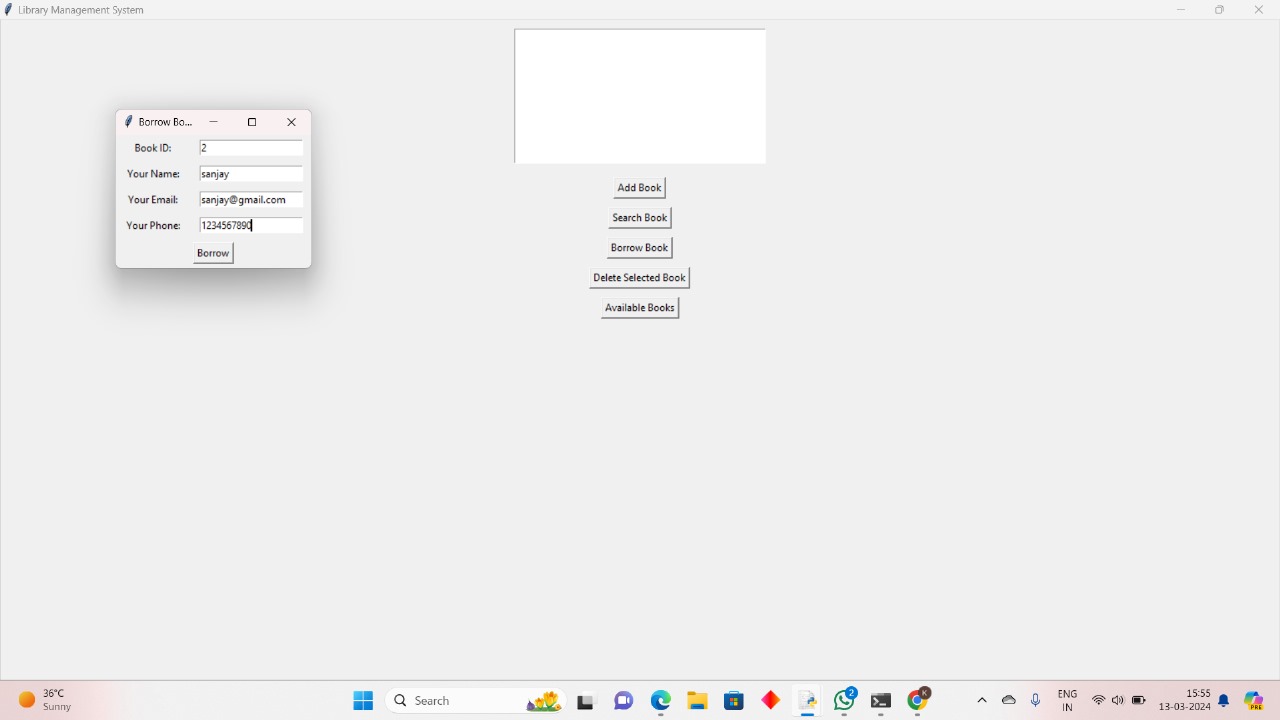 Library Management System
Borrow Bo...
Book ID: 2
Your Name: sanjay
Your Email: sanjay@gmail.com
Your Phone: 1234567890
Borrow
Add Book
Search Book
Borrow Book
Delete Selected Book
Available Books
36°C
Sunny
Search
2
K
ENG
IN
15:55
13-03-2024